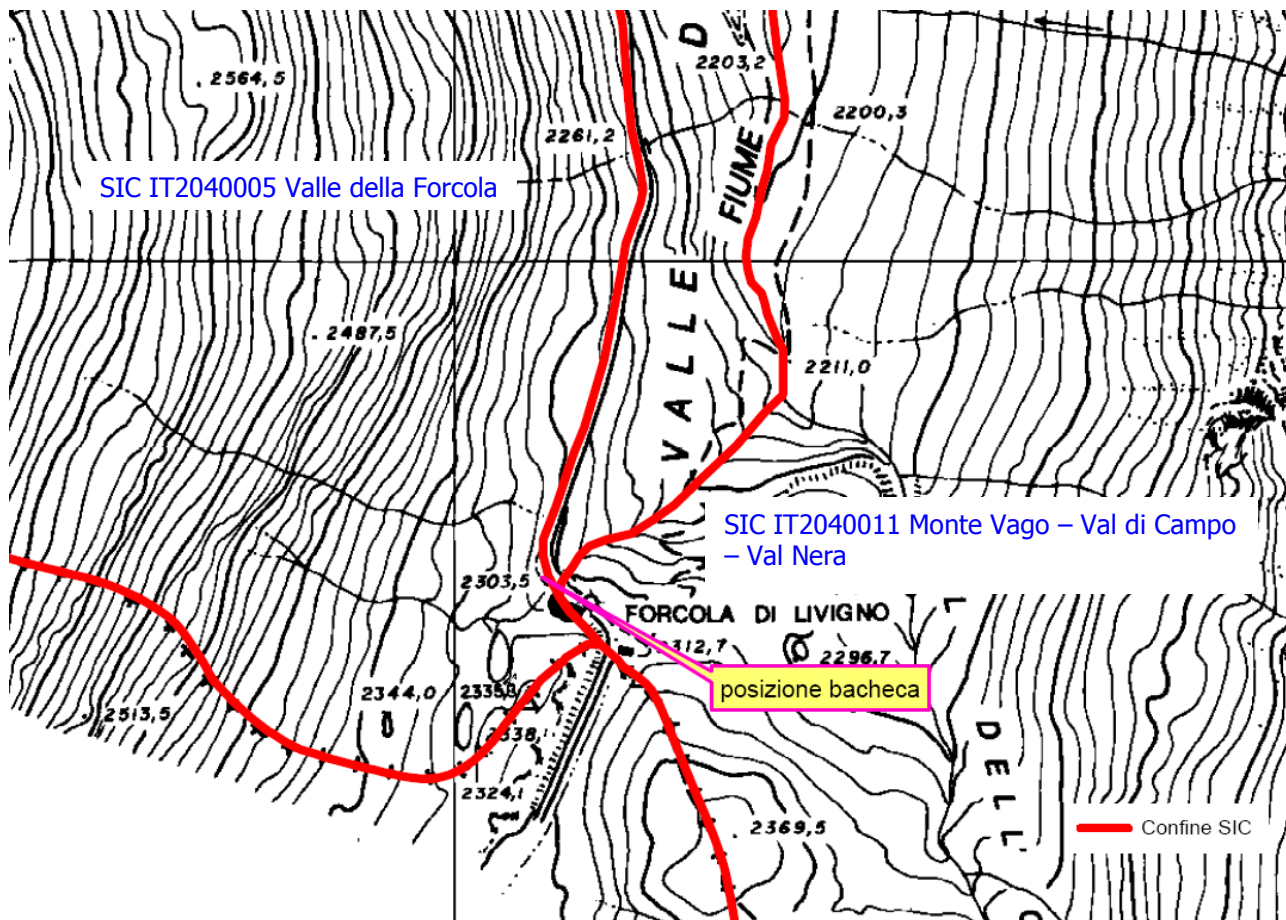 D
2203,2
2564,5
2200,3
2261,2
SIC IT2040005 Valle della Forcola
FIUME
VALLE
2487,5
2211,0
SIC IT2040011 Monte Vago – Val di Campo
– Val Nera
2303,5
FORCOLA DI LIVIGNO
2312,7
2296,7
posizione bacheca
2344,0
2513,5
2324,1
DELL
2369,5
Confine SIC